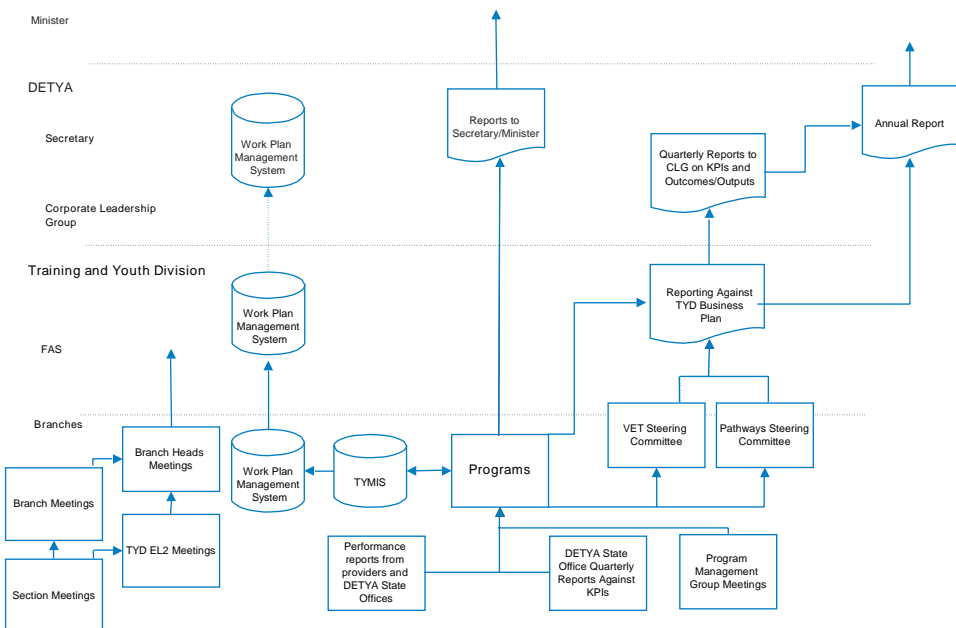 Minister
DETYA
Secretary
Corporate Leadership
Group
Training and Youth Division
FAS
Branches
Work Plan
Management
System
Reports to
Secretary/Minister
Quarterly Reports to
CLG on KPIs and
Outcomes/Outputs
Annual Report
Work Plan
Management
System
Reporting Against
TYD Business
Plan
VET Steering
Committee
Pathways Steering
Committee
Branch Heads
Meetings
Work Plan
Management
System
TYMIS
Programs
Branch Meetings
TYD EL2 Meetings
Section Meetings
Performance
reports from
providers and
DETYA State
Offices
DETYA State
Office Quarterly
Reports Against
KPIs
Program
Management
Group Meetings